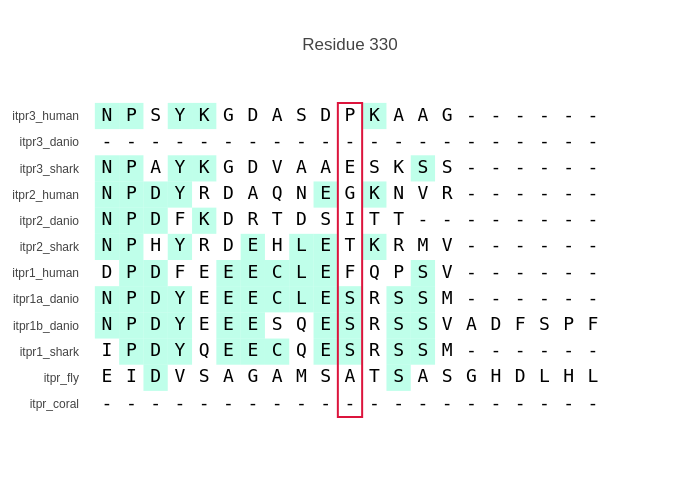 Residue 330
itpr3_human N P S Y K G D A S D P K A A G - - - - - -
itpr3_danio - - - - - - - - - - - - - - - - - - - - -
itpr3_shark N P A Y K G D V A A E S K S S - - - - - -
itpr2_human N P D Y R D A Q N E G K N V R - - - - - -
itpr2_danio N P D F K D R T D S I T T - - - - - - - -
itpr2_shark N P H Y R D E H L E T K R M V - - - - - -
itpr1_human D P D F E E E C L E F Q P S V - - - - - -
itpr1a_danio N P D Y E E E C L E S R S S M - - - - - -
itpr1b_danio N P D Y E E E S Q E S R S S V A D F S P F
itpr1_shark I P D Y Q E E C Q E S R S S M - - - - - -
itpr_fly E I D V S A G A M S A T S A S G H D L H L
itpr_coral - - - - - - - - - - - - - - - - - - - - -